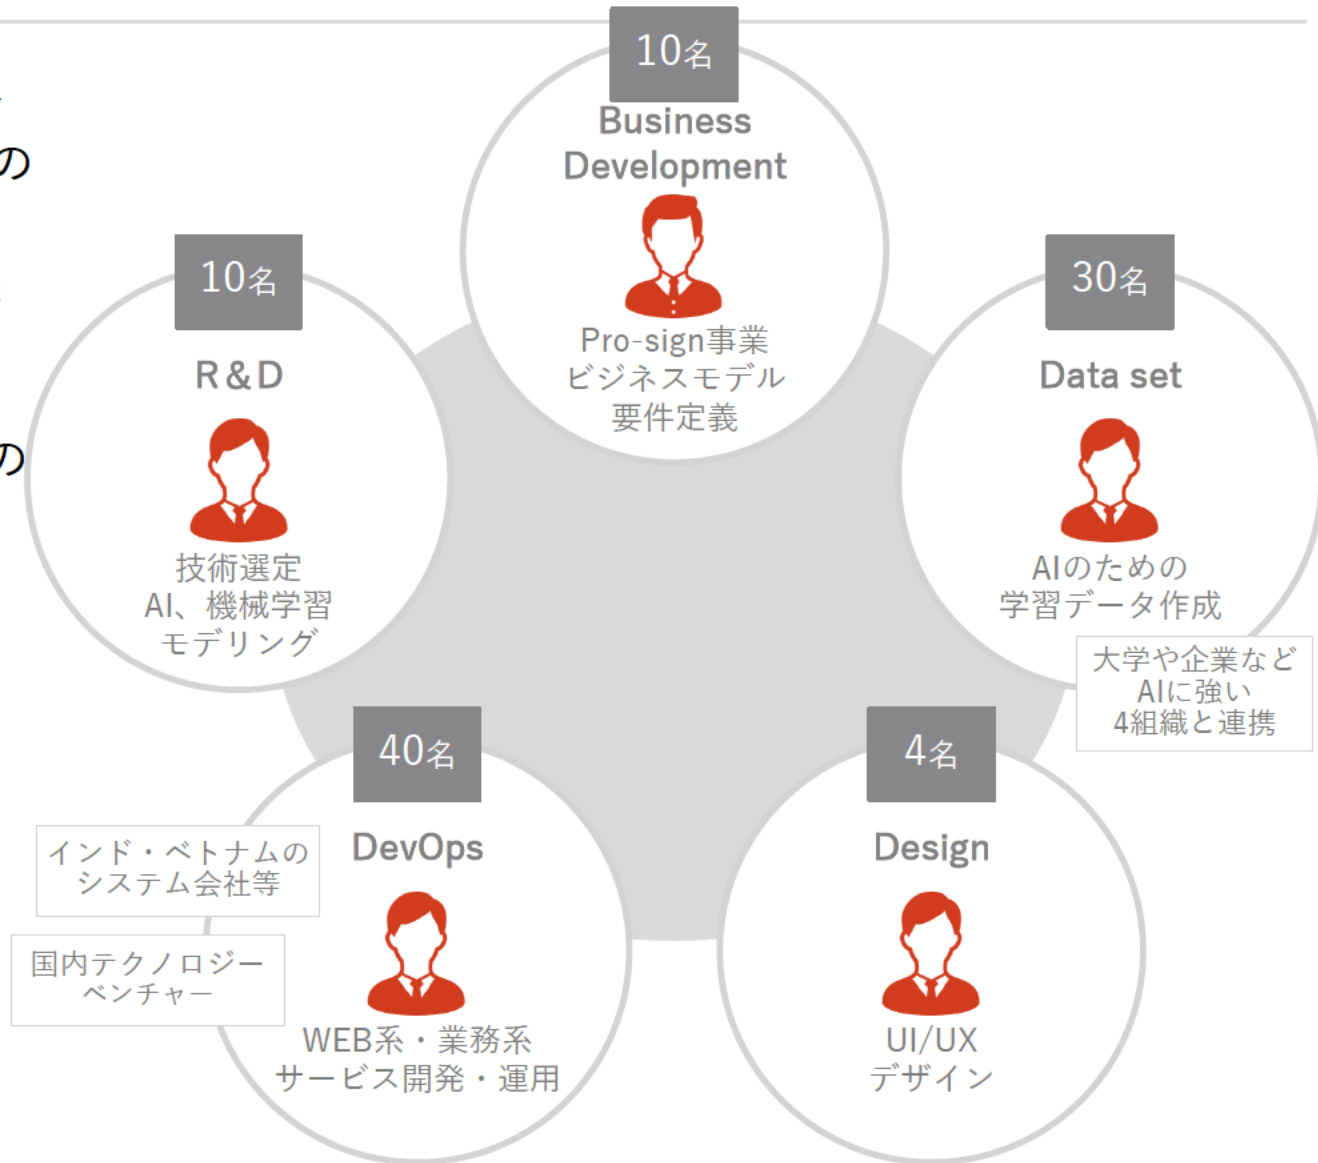 の
の
10名
Business
Development
Pro-sign事業
ビジネスモデル
要件定義
10名
R&D
技術選定
AI、機械学習
モデリング
30名
Data set
AIのための
学習データ作成
大学や企業など
AIに強い
4組織と連携
40名
DevOps
インド・ベトナムの
システム会社等
国内テクノロジー
ベンチャー
WEB系・業務系
サービス開発・運用
4名
Design
UI/UX
デザイン